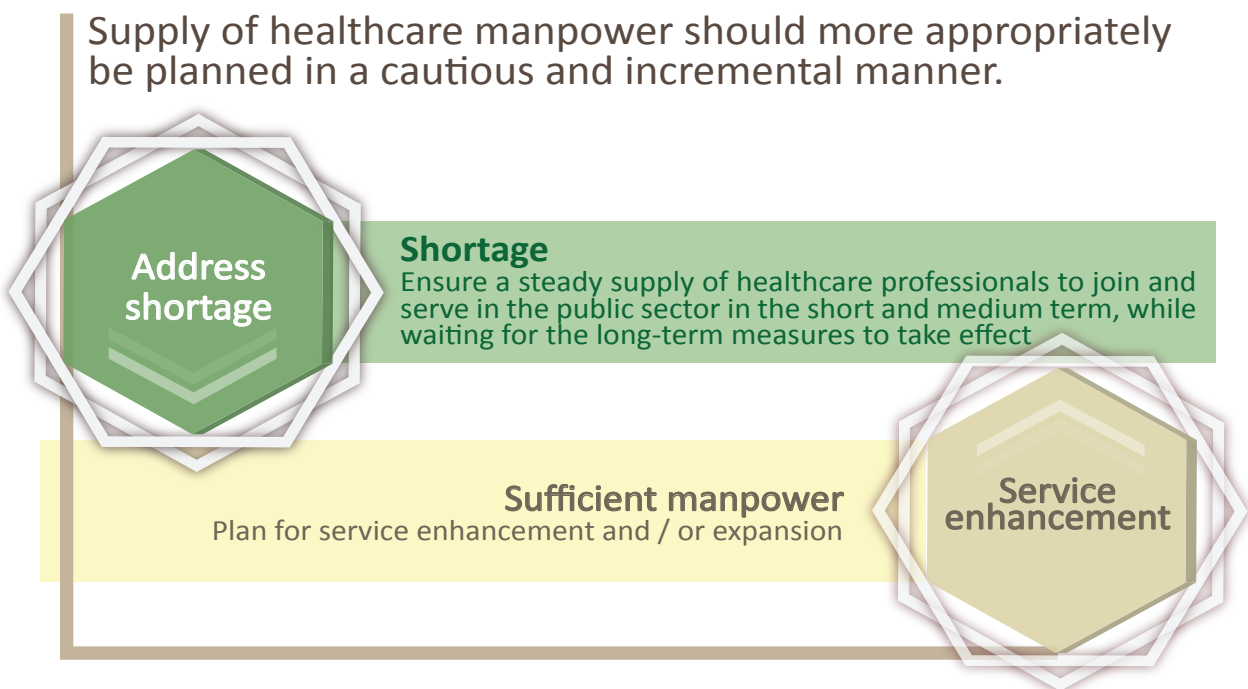 Supply of healthcare manpower should more appropriately
be planned in a cautious and incremental manner.
Address
shortage
Shortage
Ensure a steady supply of healthcare professionals to join and
serve in the public sector in the short and medium term, while
waiting for the long-term measures to take effect
Sufficient manpower
Plan for service enhancement and / or expansion
Service
enhancement